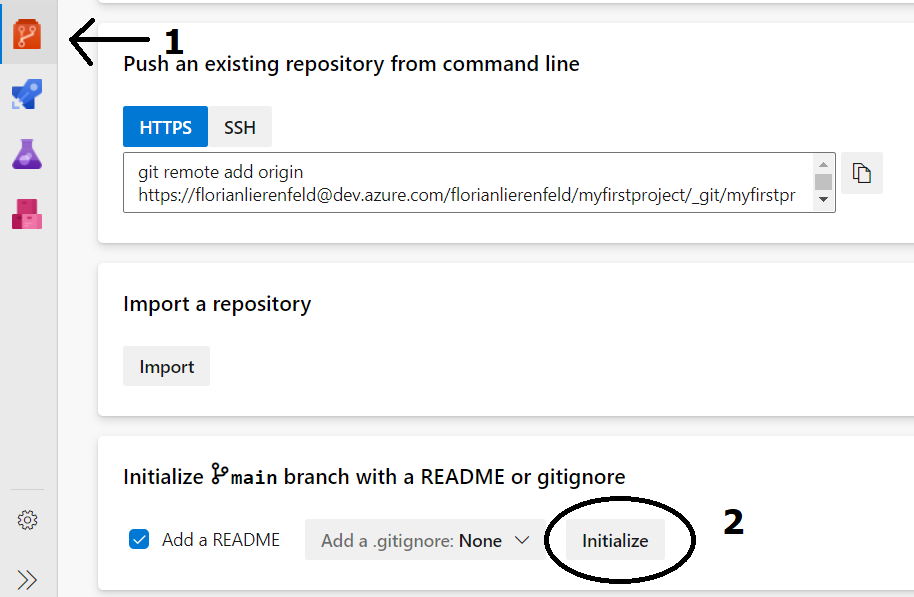 1
Push an existing repository from command line
HTTPS SSH
git remote add origin
https://florianlierenfeld@dev.azure.com/florianlierenfeld/myfirstproject/_git/myfirstpr
Import a repository
Import
Initialize main branch with a README or gitignore
Add a README Add a .gitignore: None Initialize 2